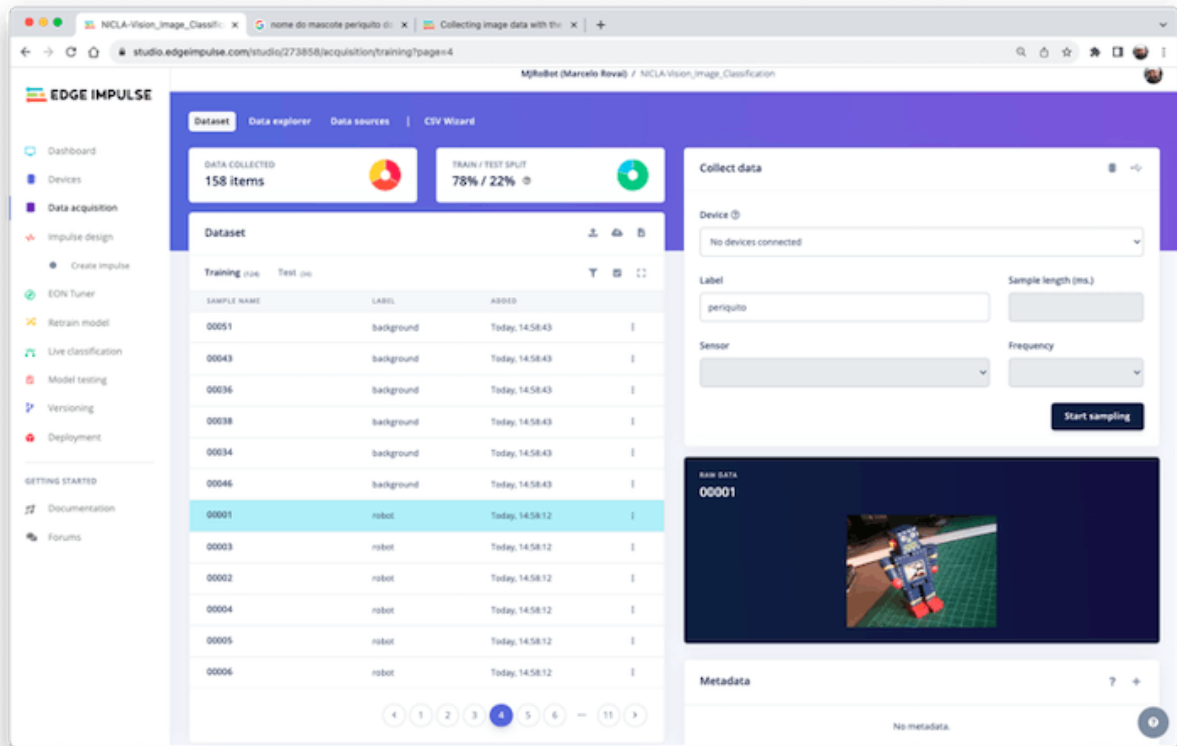 NICLA-Vision_Image_Classific
nome do mascote periquito do
Collecting image data with the
studio.edgeimpulse.com/studio/273858/acquisition/training?page=4
EDGE IMPULSE
MJRoBot (Marcelo Rovai) / NICLA-Vision_Image_Classification
Dashboard
Devices
Data acquisition
Impulse design
Create impulse
EON Tuner
Retrain model
Live classification
Model testing
Versioning
Deployment
GETTING STARTED
Documentation
Forums
Dataset Data explorer Data sources | CSV Wizard
DATA COLLECTED
158 items
TRAIN / TEST SPLIT
78% / 22%
Dataset
Training (124) Test (34)
SAMPLE NAME LABEL ADDED
00051 background Today, 14:58:43
00043 background Today, 14:58:43
00036 background Today, 14:58:43
00038 background Today, 14:58:43
00034 background Today, 14:58:43
00046 background Today, 14:58:43
00001 robot Today, 14:58:12
00003 robot Today, 14:58:12
00002 robot Today, 14:58:12
00004 robot Today, 14:58:12
00005 robot Today, 14:58:12
00006 robot Today, 14:58:12
1 2 3 4 5 6 ... 11
Collect data
Device
No devices connected
Label Sample length (ms.)
periquito
Sensor Frequency
Start sampling
RAW DATA
00001
Metadata
No metadata.